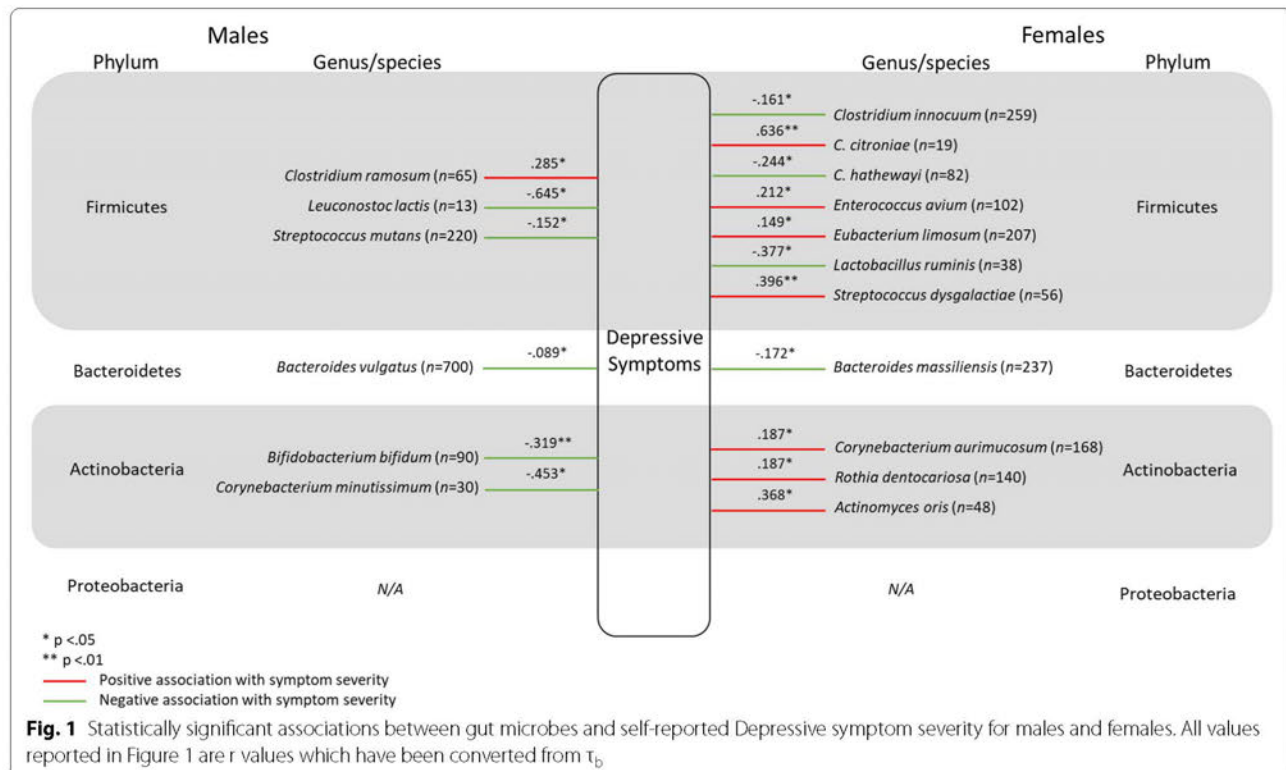 Males
Females
Phylum
Genus/species
Genus/species
Phylum
Firmicutes
.285*
Clostridium ramosum (n=65)
-.645*
Leuconostoc lactis (n=13)
-.152*
Streptococcus mutans (n=220)
-.161*
Clostridium innocuum (n=259)
.636**
C. citroniae (n=19)
-.244*
C. hathewayi (n=82)
.212*
Enterococcus avium (n=102)
.149*
Eubacterium limosum (n=207)
-.377*
Lactobacillus ruminis (n=38)
.396**
Streptococcus dysgalactiae (n=56)
Firmicutes
Depressive
Symptoms
Bacteroidetes
-.089*
Bacteroides vulgatus (n=700)
-.172*
Bacteroides massiliensis (n=237)
Bacteroidetes
Actinobacteria
-.319**
Bifidobacterium bifidum (n=90)
-.453*
Corynebacterium minutissimum (n=30)
.187*
Corynebacterium aurimucosum (n=168)
.187*
Rothia dentocariosa (n=140)
.368*
Actinomyces oris (n=48)
Actinobacteria
Proteobacteria
N/A
N/A
Proteobacteria
* p <.05
** p <.01
Positive association with symptom severity
Negative association with symptom severity
Fig. 1 Statistically significant associations between gut microbes and self-reported Depressive symptom severity for males and females. All values
reported in Figure 1 are r values which have been converted from τb